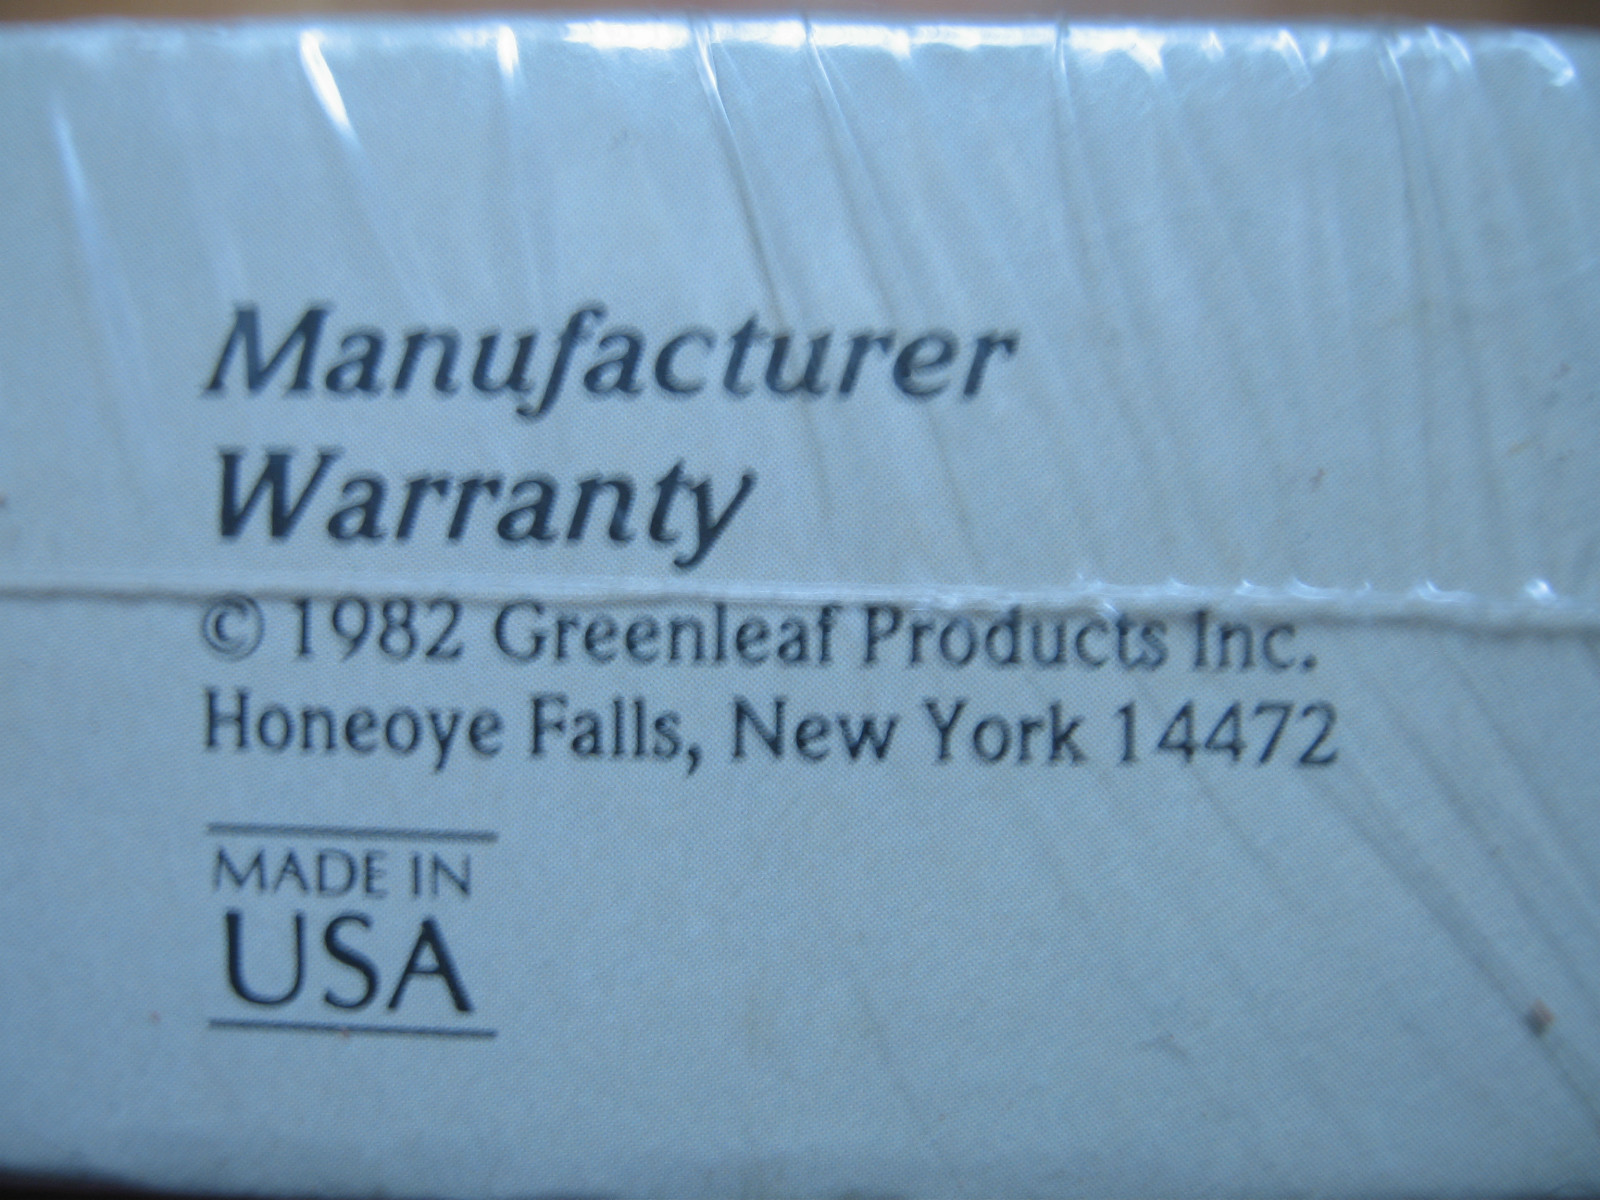 Manufacturer
Warranty
© 1982 Greenleaf Products Inc.
Honeoye Falls, New York 14472
MADE IN
USA